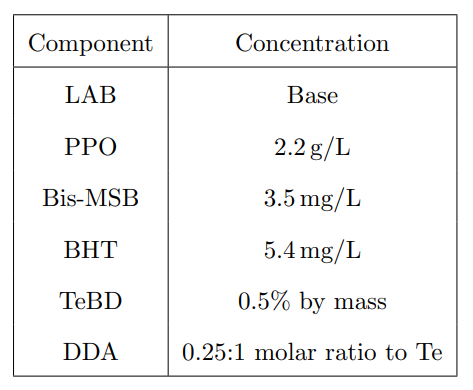 Component Concentration
LAB Base
PPO 2.2 g/L
Bis-MSB 3.5 mg/L
BHT 5.4 mg/L
TeBD 0.5% by mass
DDA 0.25:1 molar ratio to Te